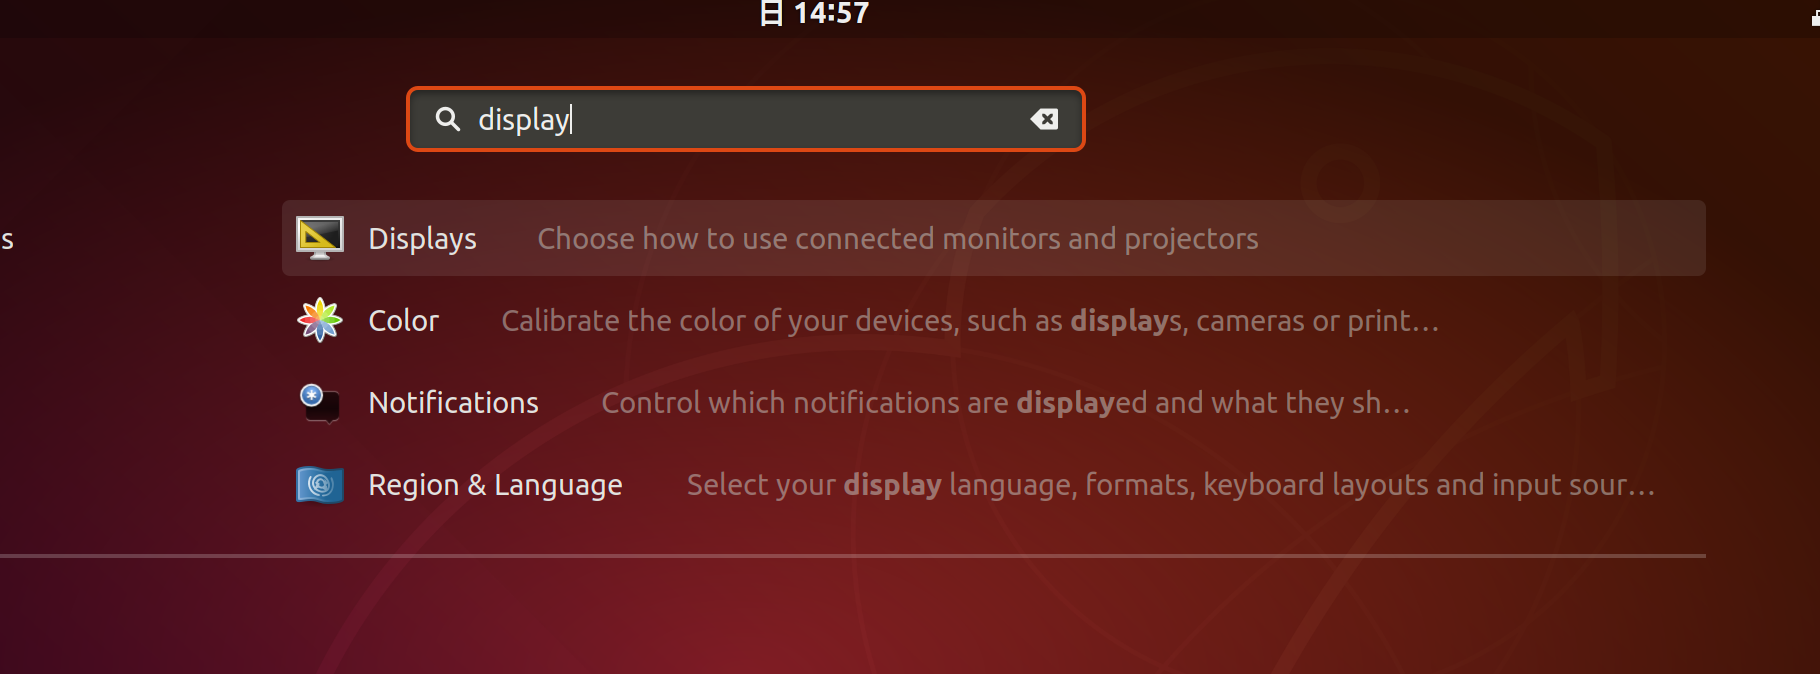 日 14:57
display
s
Displays Choose how to use connected monitors and projectors
Color Calibrate the color of your devices, such as displays, cameras or print…
Notifications Control which notifications are displayed and what they sh…
Region & Language Select your display language, formats, keyboard layouts and input sour…